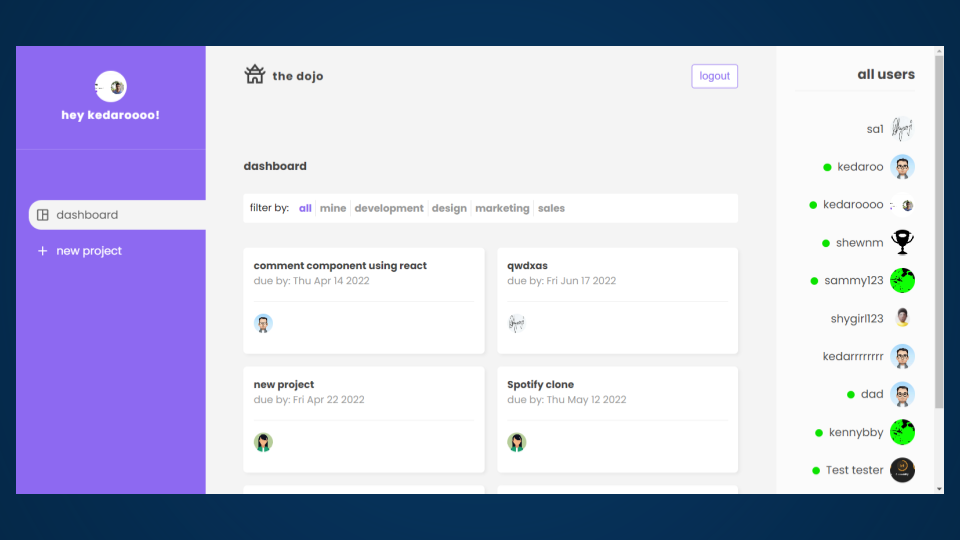 hey kedaroooo!
dashboard
new project
the dojo
logout
dashboard
filter by: all mine development design marketing sales
comment component using react
due by: Thu Apr 14 2022
qwdxas
due by: Fri Jun 17 2022
new project
due by: Fri Apr 22 2022
Spotify clone
due by: Thu May 12 2022
all users
sa1
kedaroo
kedaroooo
shewnm
sammy123
shygirl123
kedarrrrrrrr
dad
kennybby
Test tester